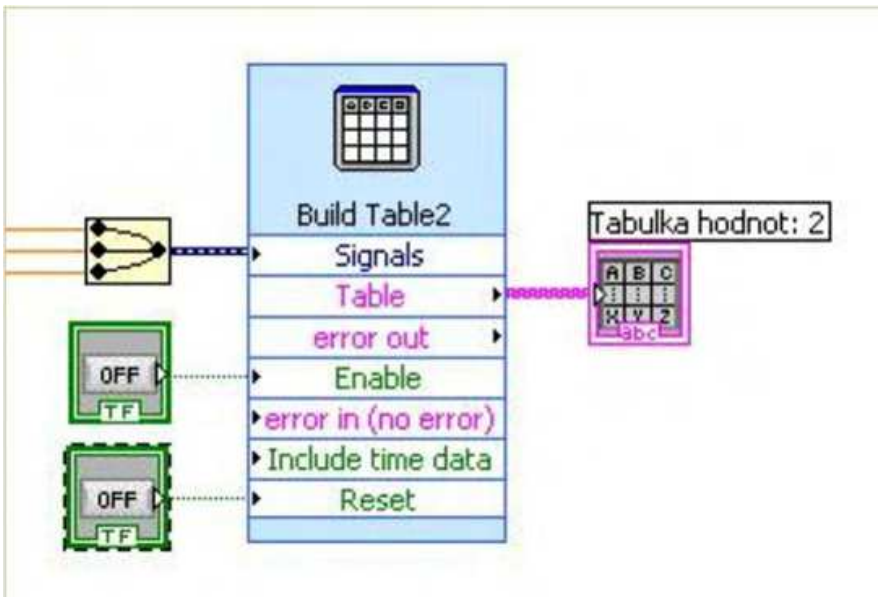 A B C D
Build Table2
Signals
Table
error out
Enable
error in (no error)
Include time data
Reset
OFF
TF
OFF
TF
Tabulka hodnot: 2
A B C
X Y Z
abc